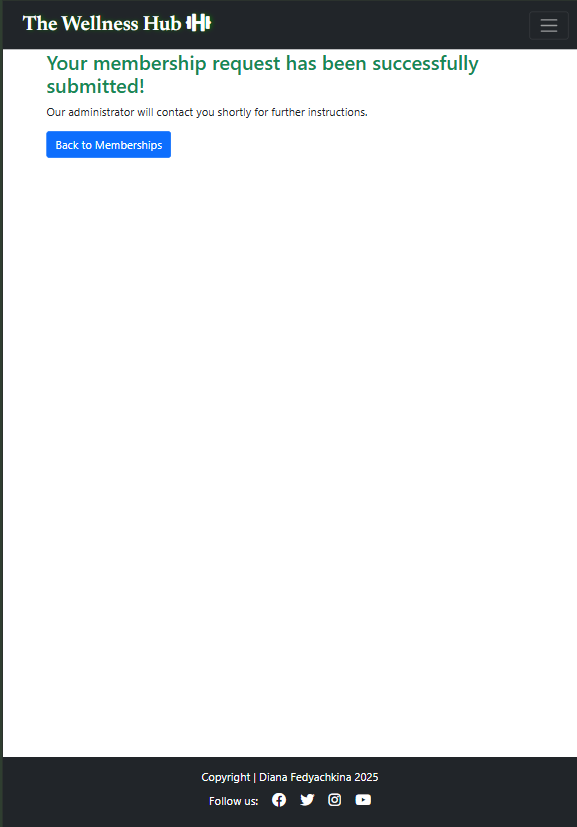 The Wellness Hub
Your membership request has been successfully
submitted!
Our administrator will contact you shortly for further instructions.
Back to Memberships
Copyright | Diana Fedyachkina 2025
Follow us: